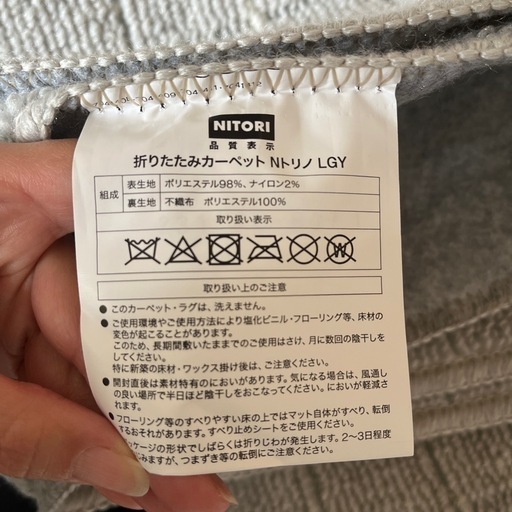 NITORI
品質表示
折りたたみカーペット Nトリノ LGY
組成 表生地 ポリエステル98%、ナイロン2%
裏生地 不織布 ポリエステル100%
取り扱い表示
W
取り扱い上のご注意
● このカーペット・ラグは、洗えません。
● ご使用環境やご使用方法により塩化ビニル・フローリング等、床材の
変色が起こることがあります。
このため、長期間敷いたままでのご使用はさけ、月に数回の陰干しを
してください。
特に新築の床材・ワックス掛け後は、ご注意ください。
● 開封直後は素材特有のにおいがあります。気になる場合は、風通し
の良い場所で半日ほど陰干しをおこなってください。においが軽減さ
れます。
● フローリング等のすべりやすい床の上ではマット自体がすべり、転倒
するおそれがあります。すべり止めシートをご使用ください。
ケージの形状でしばらくは折りじわが発生します。2～3日程度
みますが、つまずき等の転倒にご注意ください。